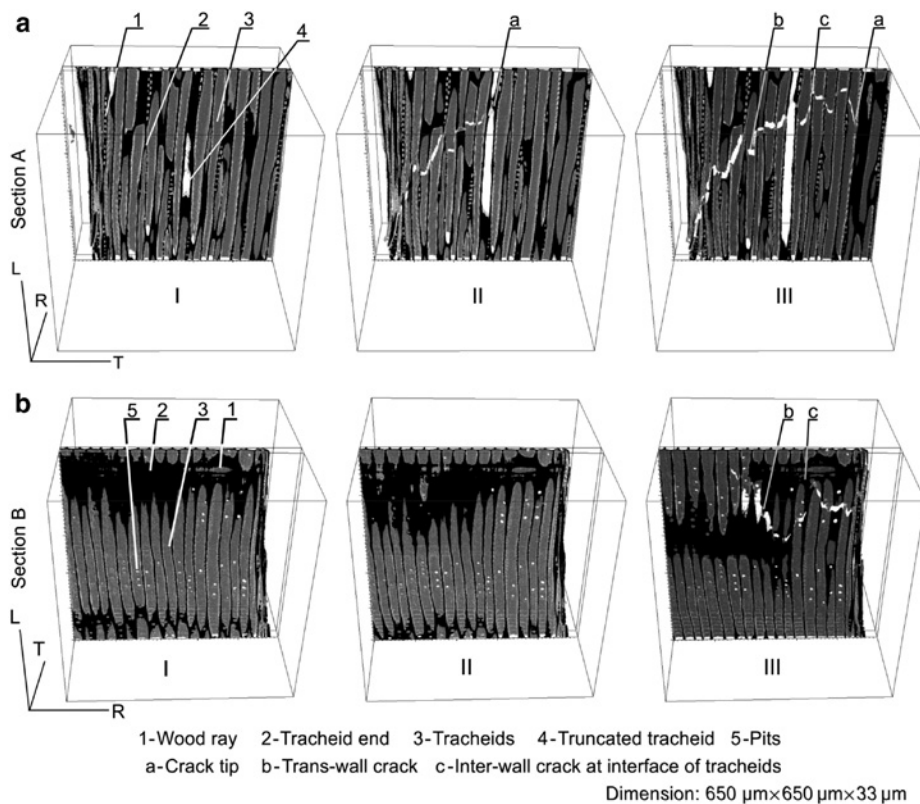 a
1 2 3 4 a b c a
Section A
L
R
T
I II III
b
5 2 3 1 b c
Section B
L
T
R
I II III
1-Wood ray 2-Tracheid end 3-Tracheids 4-Truncated tracheid 5-Pits
a-Crack tip b-Trans-wall crack c-Inter-wall crack at interface of tracheids
Dimension: 650 µm×650 µm×33 µm